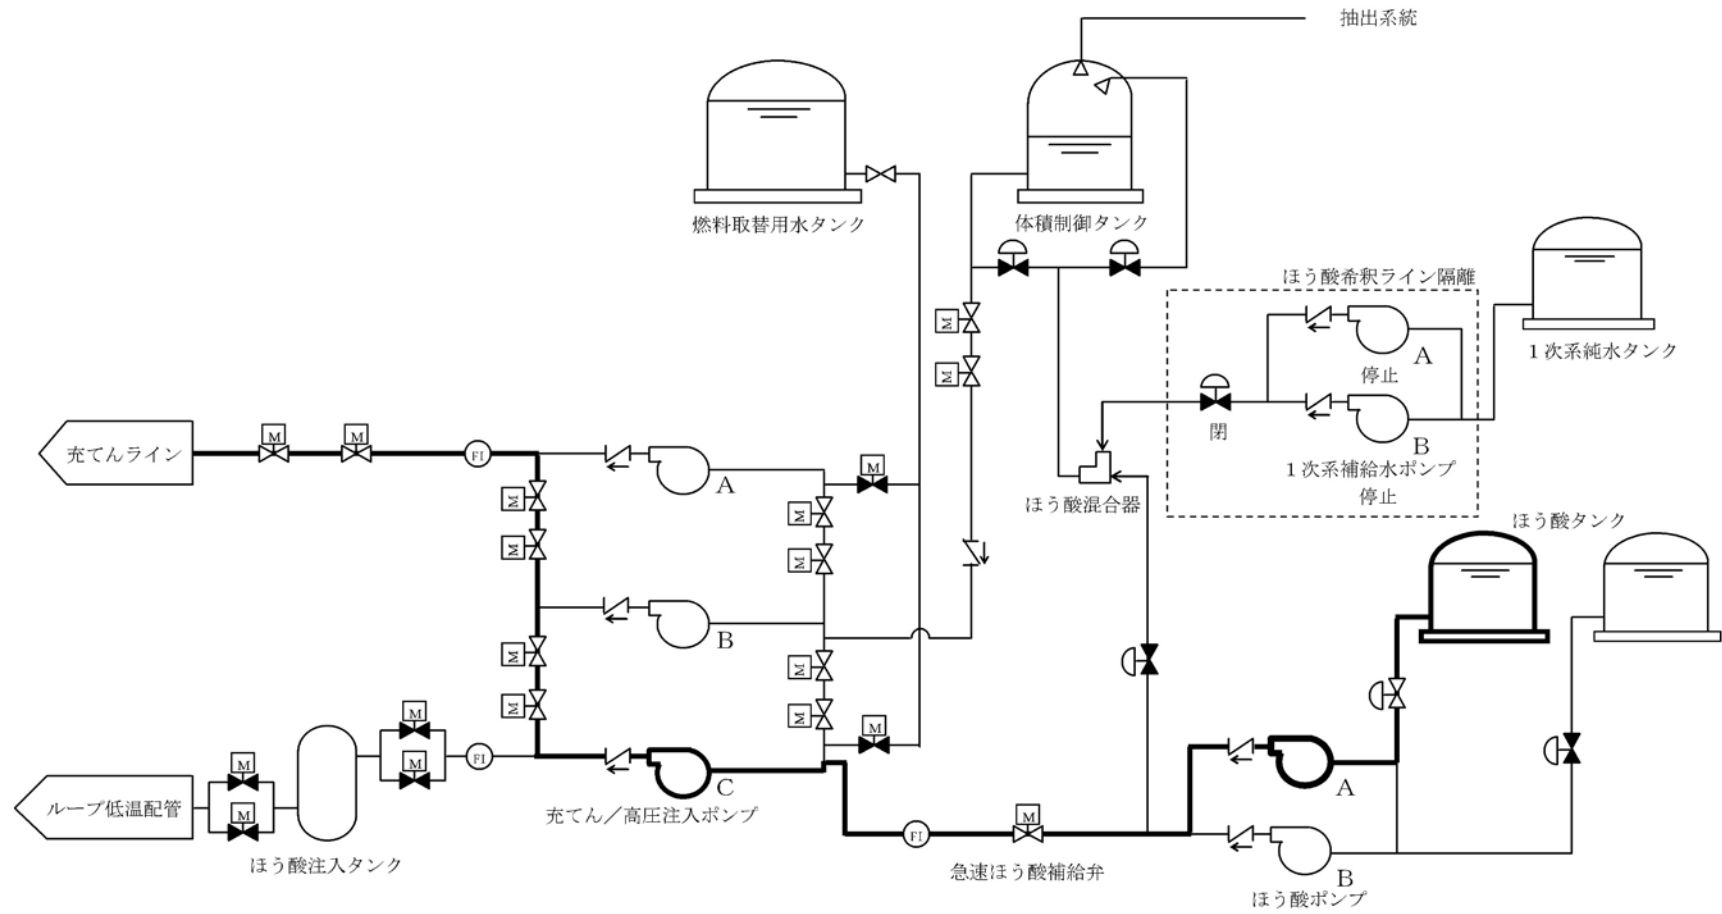 抽出系統
燃料取替用水タンク
体積制御タンク
ほう酸希釈ライン隔離
M
M
A
停止
1次系純水タンク
閉
B
1次系補給水ポンプ
停止
充てんライン
M
M
FI
A
M
M
M
M
M
ほう酸混合器
ほう酸タンク
B
M
M
M
M
M
M
M
FI
C
充てん/高圧注入ポンプ
ループ低温配管
M
M
ほう酸注入タンク
FI
M
急速ほう酸補給弁
A
B
ほう酸ポンプ